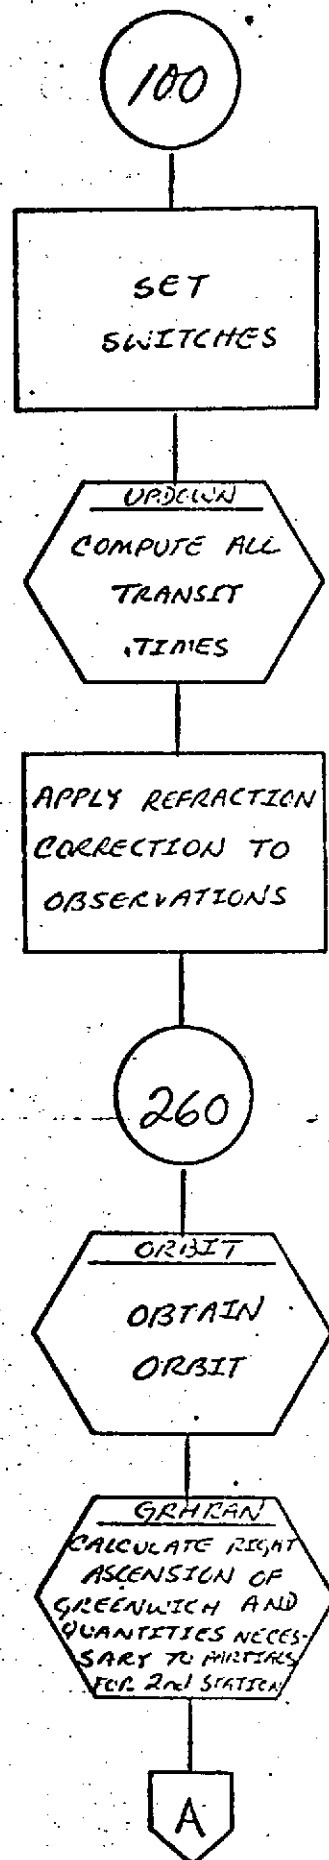 100
SET
SWITCHES
UPDOWN
COMPUTE ALL
TRANSIT
TIMES
APPLY REFRACTION
CORRECTION TO
OBSERVATIONS
260
ORBIT
OBTAIN
ORBIT
GRHRAN
CALCULATE RIGHT
ASCENSION OF
GREENWICH AND
QUANTITIES NECES-
SARY TO PARTIALS
FOR 2nd STATION
A